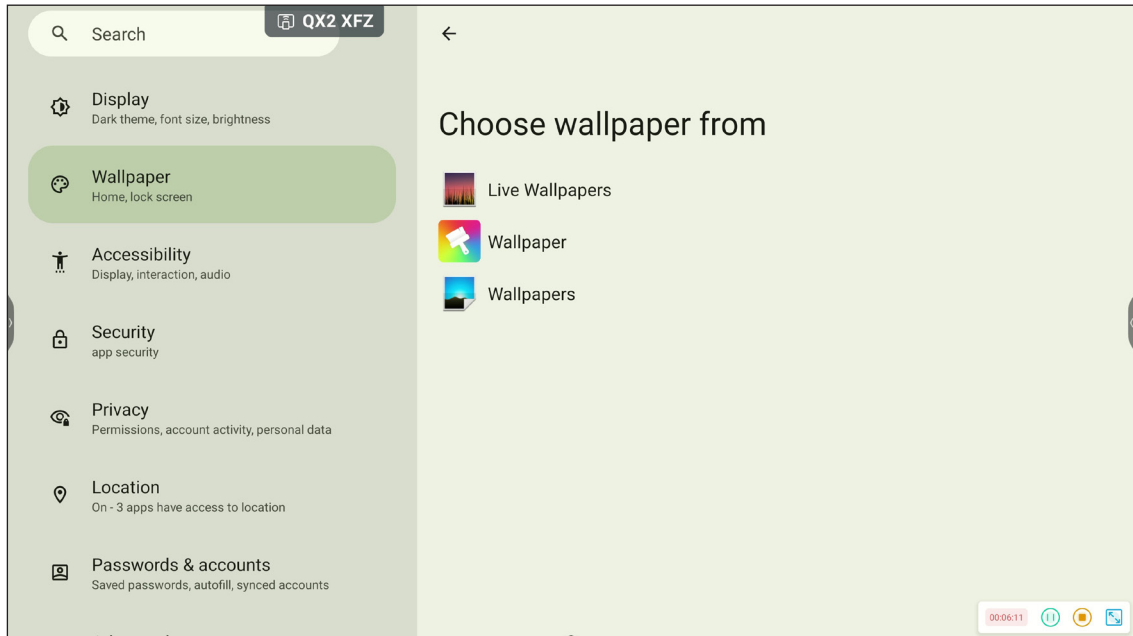 Search
QX2 XFZ
Display
Dark theme, font size, brightness
Wallpaper
Home, lock screen
Accessibility
Display, interaction, audio
Security
app security
Privacy
Permissions, account activity, personal data
Location
On - 3 apps have access to location
Passwords & accounts
Saved passwords, autofill, synced accounts
Choose wallpaper from
Live Wallpapers
Wallpaper
Wallpapers
00:06:11